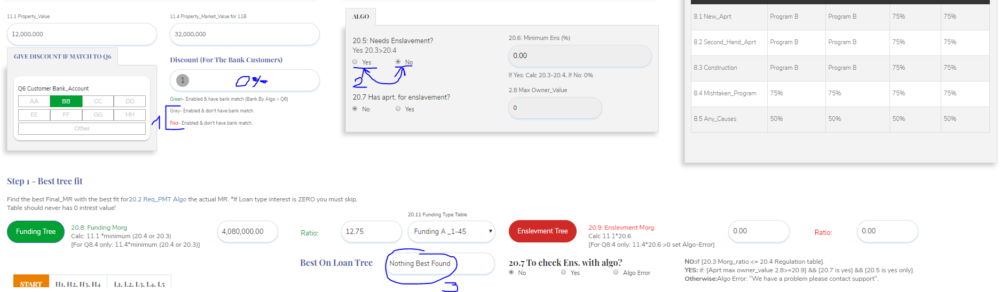 11.1 Property_Value
12,000,000
11.4 Property_Market_Value for 11B
32,000,000
GIVE DISCOUNT IF MATCH TO Q6
Q6 Customer Bank_Account
AA BB CC DD
EE FF GG HH
Other
Discount (For The Bank Customers)
1 0%
Green- Enabled & have bank match (Bank By Algo = Q6)
Gray- Enabled & don't have bank match.
Red- Enabled & don't have bank match.
1
ALGO
20.5: Needs Enslavement?
Yes 20.3>20.4
Yes No
2
20.7 Has aprt. for enslavement?
No Yes
20.6: Minimum Ens (%)
0.00
If Yes: Calc 20.3-20.4, If No: 0%
2.8 Max Owner_Value
0
8.1 New_Aprt Program B Program B 75% 75%
8.2 Second_Hand_Aprt Program B Program B 75% 75%
8.3 Construction Program B Program B 75% 75%
8.4 Mishtaken_Program 75% 75% 75% 75%
8.5 Any_Causes 50% 50% 50% 50%
Step 1 - Best tree fit
Find the best Final_MR with the best fit for20.2 Req_PMT Algo the actual MR. *If Loan type interest is ZERO you must skip.
Table should never has 0 intrest value!
Funding Tree
20.8: Funding Morg
Calc: 11.1 *minimum (20.4 or 20.3)
[For Q8.4 only: 11.4*minimum (20.4 or 20.3)]
4,080,000.00
Ratio:
12.75
20.11 Funding Type Table
Funding A _1-45
Enslevment Tree
20.9: Enslevment Morg
Calc 11.1*20.6
[For Q8.4 only: 11.4*20.6 >0 set Algo-Error]
0.00
Ratio:
0.00
Best On Loan Tree
Nothing Best Found
3
20.7 To check Ens. with algo?
No Yes Algo Error
NO:if [20.3 Morg_ratio <= 20.4 Regulation table].
YES: if: [Aprt max owner_value 2.8>=20.9] && [20.7 is yes] && [20.5 is yes only].
Otherwise:Algo Error: "We have a problem please contact support".
START H1, H2, H3, H4 L1, L2, L3, L4, L5